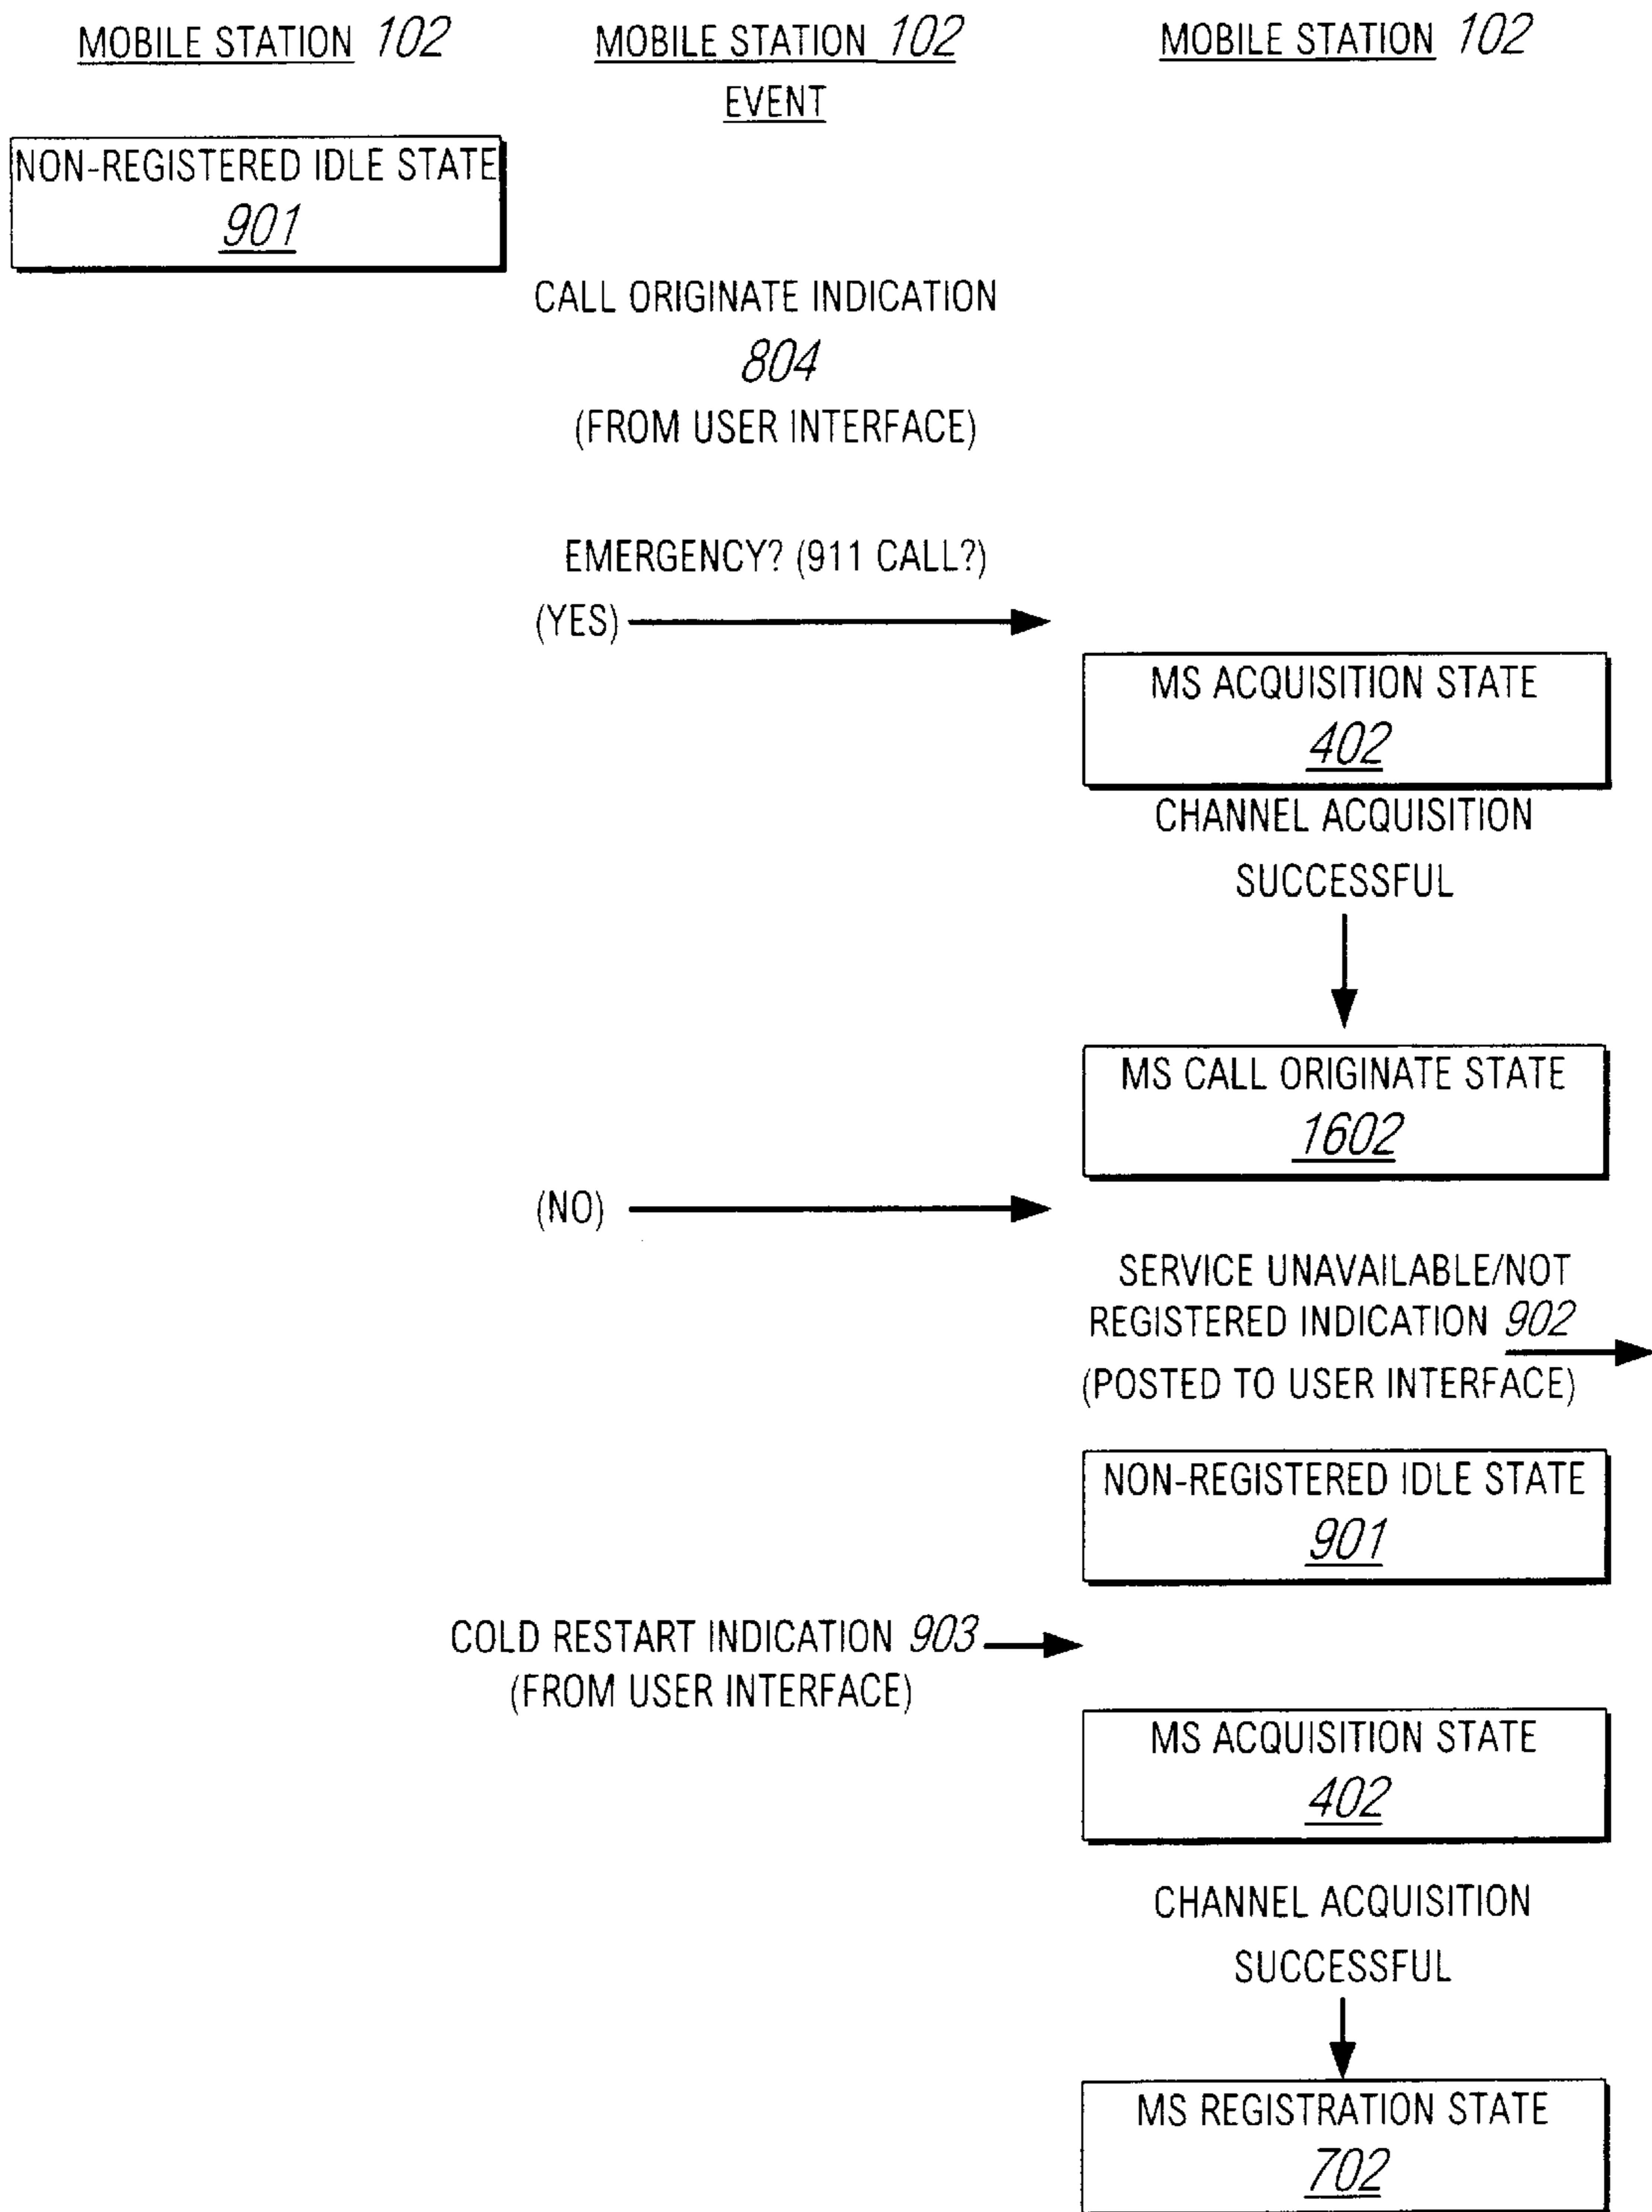 MOBILE STATION 102 MOBILE STATION 102 MOBILE STATION 102
EVENT
NON-REGISTERED IDLE STATE
901
CALL ORIGINATE INDICATION
804
(FROM USER INTERFACE)
EMERGENCY? (911 CALL?)
(YES)
MS ACQUISITION STATE
402
CHANNEL ACQUISITION
SUCCESSFUL
MS CALL ORIGINATE STATE
1602
(NO)
SERVICE UNAVAILABLE/NOT
REGISTERED INDICATION 902
(POSTED TO USER INTERFACE)
NON-REGISTERED IDLE STATE
901
COLD RESTART INDICATION 903
(FROM USER INTERFACE)
MS ACQUISITION STATE
402
CHANNEL ACQUISITION
SUCCESSFUL
MS REGISTRATION STATE
702